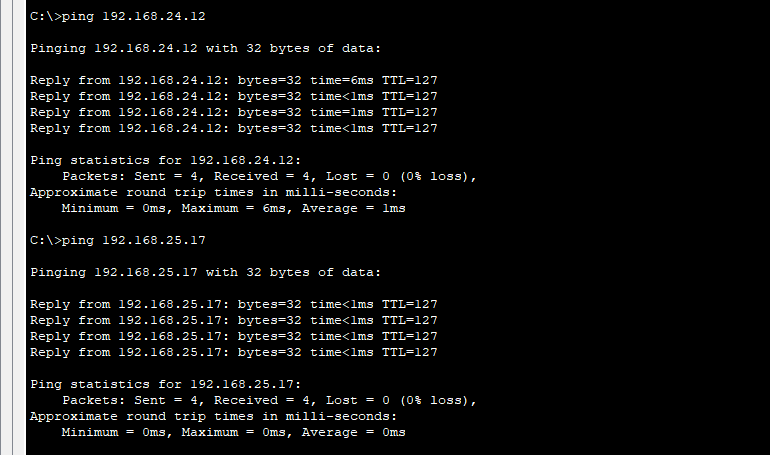 C:\>ping 192.168.24.12
Pinging 192.168.24.12 with 32 bytes of data:
Reply from 192.168.24.12: bytes=32 time=6ms TTL=127
Reply from 192.168.24.12: bytes=32 time<1ms TTL=127
Reply from 192.168.24.12: bytes=32 time=1ms TTL=127
Reply from 192.168.24.12: bytes=32 time<1ms TTL=127
Ping statistics for 192.168.24.12:
    Packets: Sent = 4, Received = 4, Lost = 0 (0% loss),
Approximate round trip times in milli-seconds:
    Minimum = 0ms, Maximum = 6ms, Average = 1ms
C:\>ping 192.168.25.17
Pinging 192.168.25.17 with 32 bytes of data:
Reply from 192.168.25.17: bytes=32 time<1ms TTL=127
Reply from 192.168.25.17: bytes=32 time<1ms TTL=127
Reply from 192.168.25.17: bytes=32 time<1ms TTL=127
Reply from 192.168.25.17: bytes=32 time<1ms TTL=127
Ping statistics for 192.168.25.17:
    Packets: Sent = 4, Received = 4, Lost = 0 (0% loss),
Approximate round trip times in milli-seconds:
    Minimum = 0ms, Maximum = 0ms, Average = 0ms